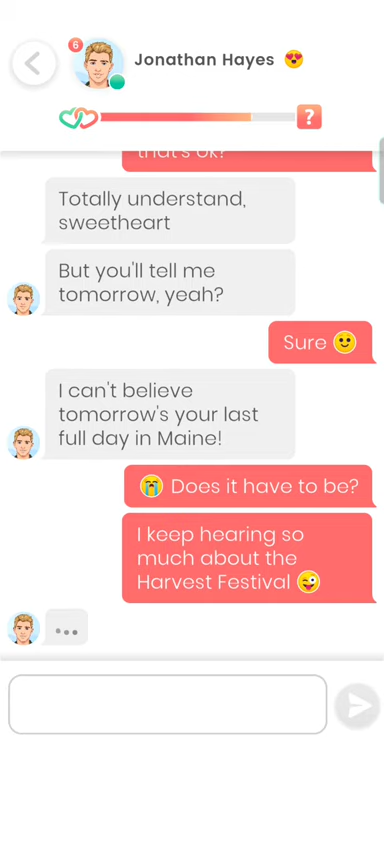 6
Jonathan Hayes 😍
?
that's ok?
Totally understand,
sweetheart
But you'll tell me
tomorrow, yeah?
Sure 🙂
I can't believe
tomorrow's your last
full day in Maine!
😭 Does it have to be?
I keep hearing so
much about the
Harvest Festival 😜
...